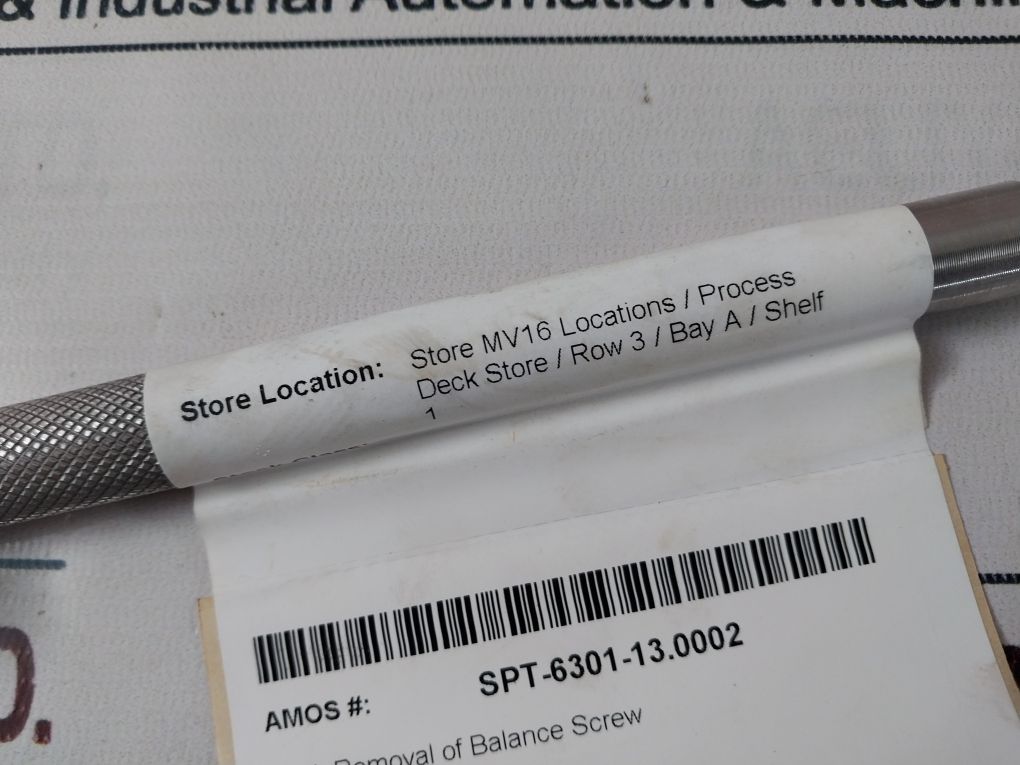 & Industrial Automation &
Store Location: Store MV16 Locations / Process
Deck Store / Row 3 / Bay A / Shelf
1
AMOS #: SPT-6301-13.0002
Removal of Balance Screw